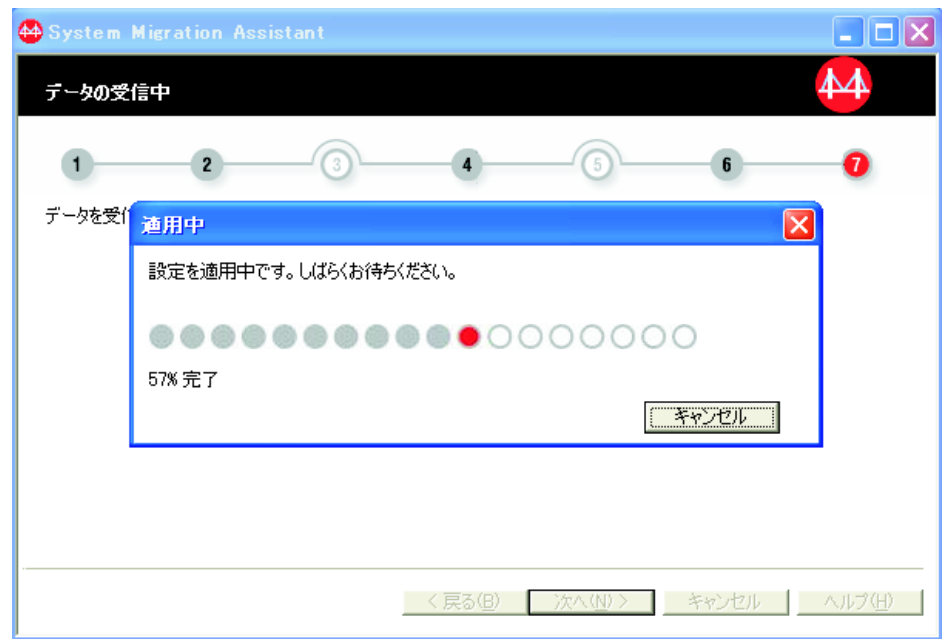 System Migration Assistant
データの受信中
1 2 3 4 5 6 7
データを受
適用中
設定を適用中です。しばらくお待ちください。
57% 完了
キャンセル
< 戻る(B) 次へ(N) > キャンセル ヘルプ(H)